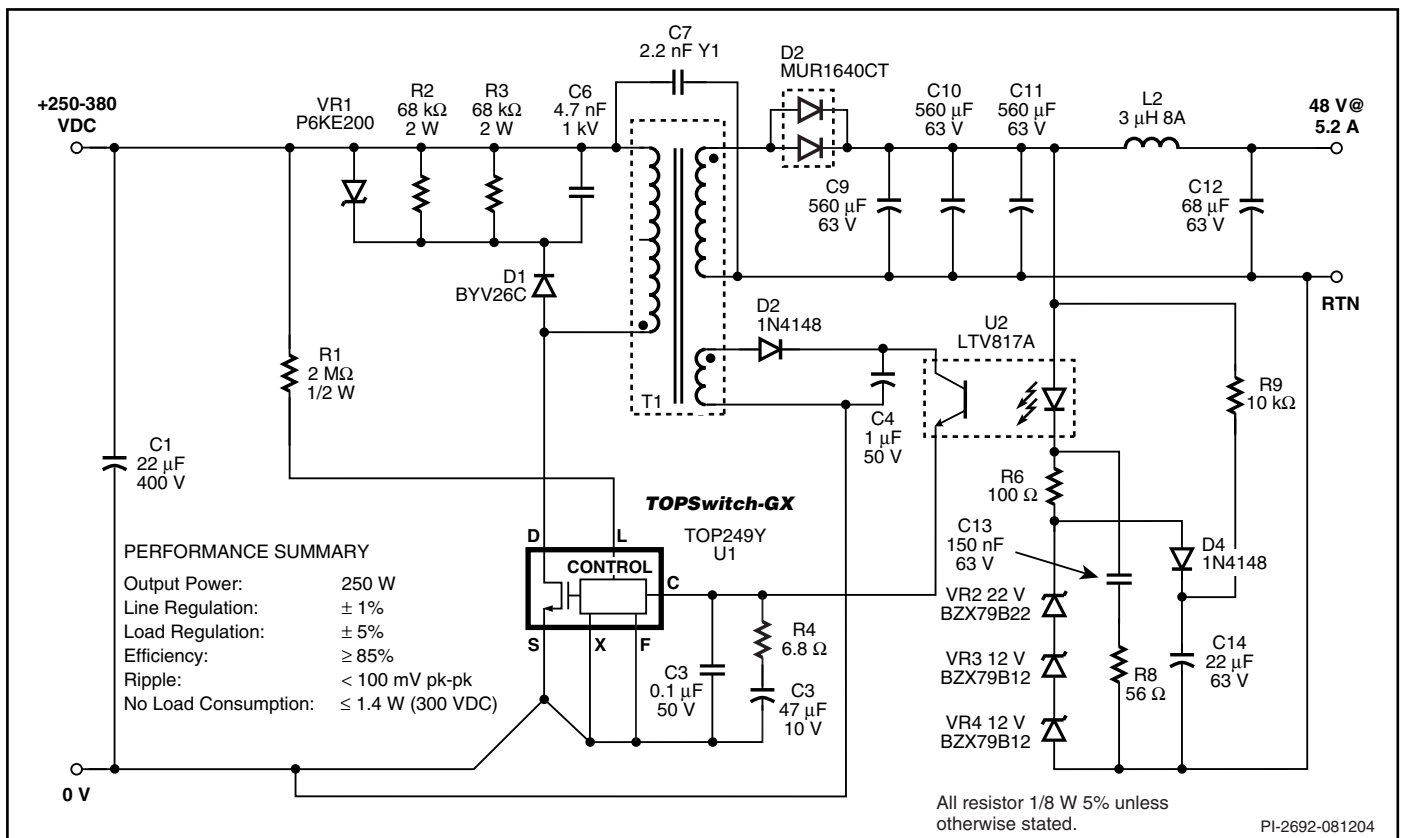 C7
2.2 nF Y1
D2
MUR1640CT
+250-380
VDC
VR1
P6KE200
R2
68 kΩ
2 W
R3
68 kΩ
2 W
C6
4.7 nF
1 kV
C10
560 µF
63 V
C11
560 µF
63 V
L2
3 µH 8A
48 V@
5.2 A
C9
560 µF
63 V
C12
68 µF
63 V
D1
BYV26C
RTN
D2
1N4148
U2
LTV817A
R1
2 MΩ
1/2 W
T1
R9
10 kΩ
C4
1 µF
50 V
C1
22 µF
400 V
R6
100 Ω
TOPSwitch-GX
TOP249Y
U1
D
L
CONTROL
C
S
X
F
C13
150 nF
63 V
D4
1N4148
VR2 22 V
BZX79B22
R4
6.8 Ω
C3
0.1 µF
50 V
C3
47 µF
10 V
VR3 12 V
BZX79B12
R8
56 Ω
C14
22 µF
63 V
VR4 12 V
BZX79B12
PERFORMANCE SUMMARY
Output Power: 250 W
Line Regulation: ± 1%
Load Regulation: ± 5%
Efficiency: ≥ 85%
Ripple: < 100 mV pk-pk
No Load Consumption: ≤ 1.4 W (300 VDC)
0 V
All resistor 1/8 W 5% unless
otherwise stated.
PI-2692-081204